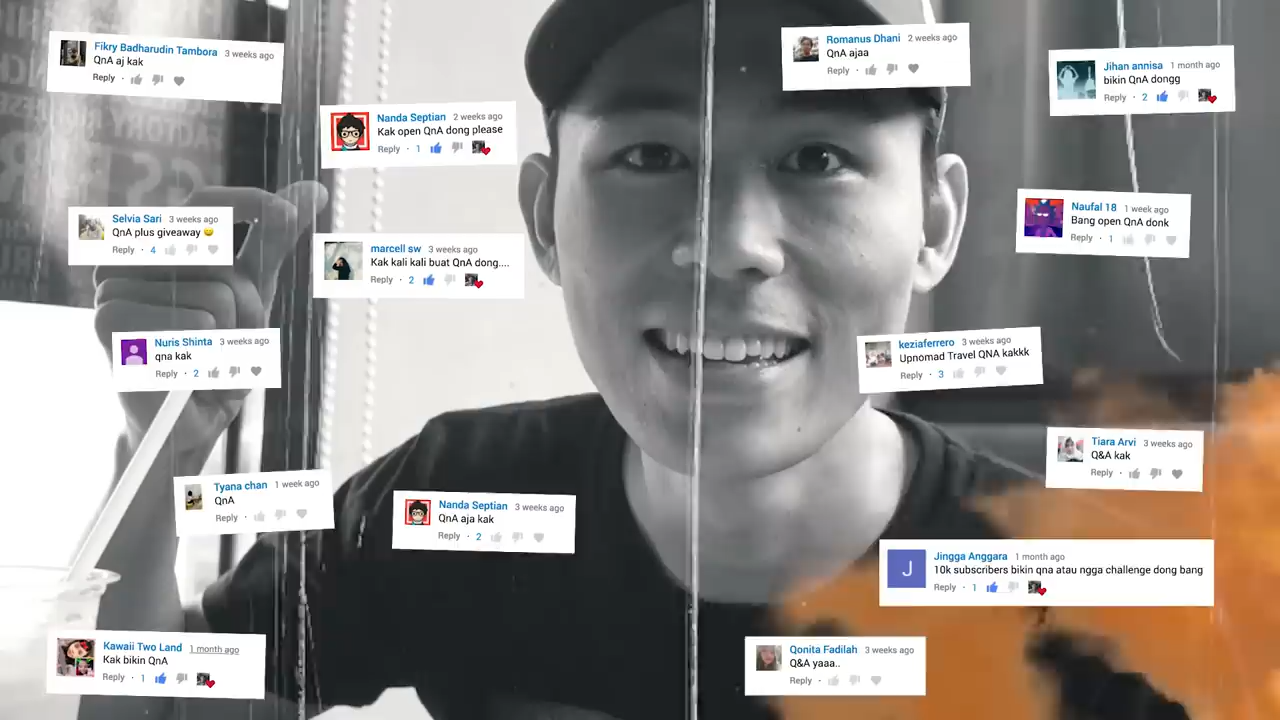 Fikry Badharudin Tambora 3 weeks ago
QnA aj kak
Reply
Romanus Dhani 2 weeks ago
QnA ajaa
Reply
Jihan annisa 1 month ago
bikin QnA dongg
Reply 2
Nanda Septian 2 weeks ago
Kak open QnA dong please
Reply 1
Selvia Sari 3 weeks ago
QnA plus giveaway 😄
Reply 4
Naufal 18 1 week ago
Bang open QnA donk
Reply 1
marcell sw 3 weeks ago
Kak kali kali buat QnA dong....
Reply 2
Nuris Shinta 3 weeks ago
qna kak
Reply 2
keziaferrero 3 weeks ago
Upnomad Travel QNA kakkk
Reply 3
Tiara Arvi 3 weeks ago
Q&A kak
Reply
Tyana chan 1 week ago
QnA
Reply
Nanda Septian 3 weeks ago
QnA aja kak
Reply 2
J
Jingga Anggara 1 month ago
10k subscribers bikin qna atau ngga challenge dong bang
Reply 1
Kawaii Two Land 1 month ago
Kak bikin QnA
Reply 1
Qonita Fadilah 3 weeks ago
Q&A yaaa..
Reply